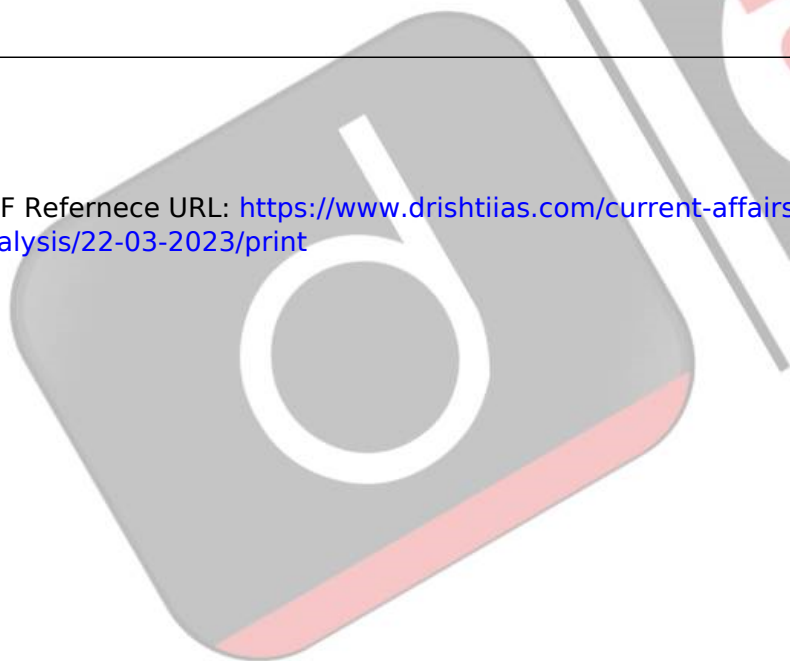 F Refernece URL: https://www.drishtiias.com/current-affairs
alysis/22-03-2023/print
d